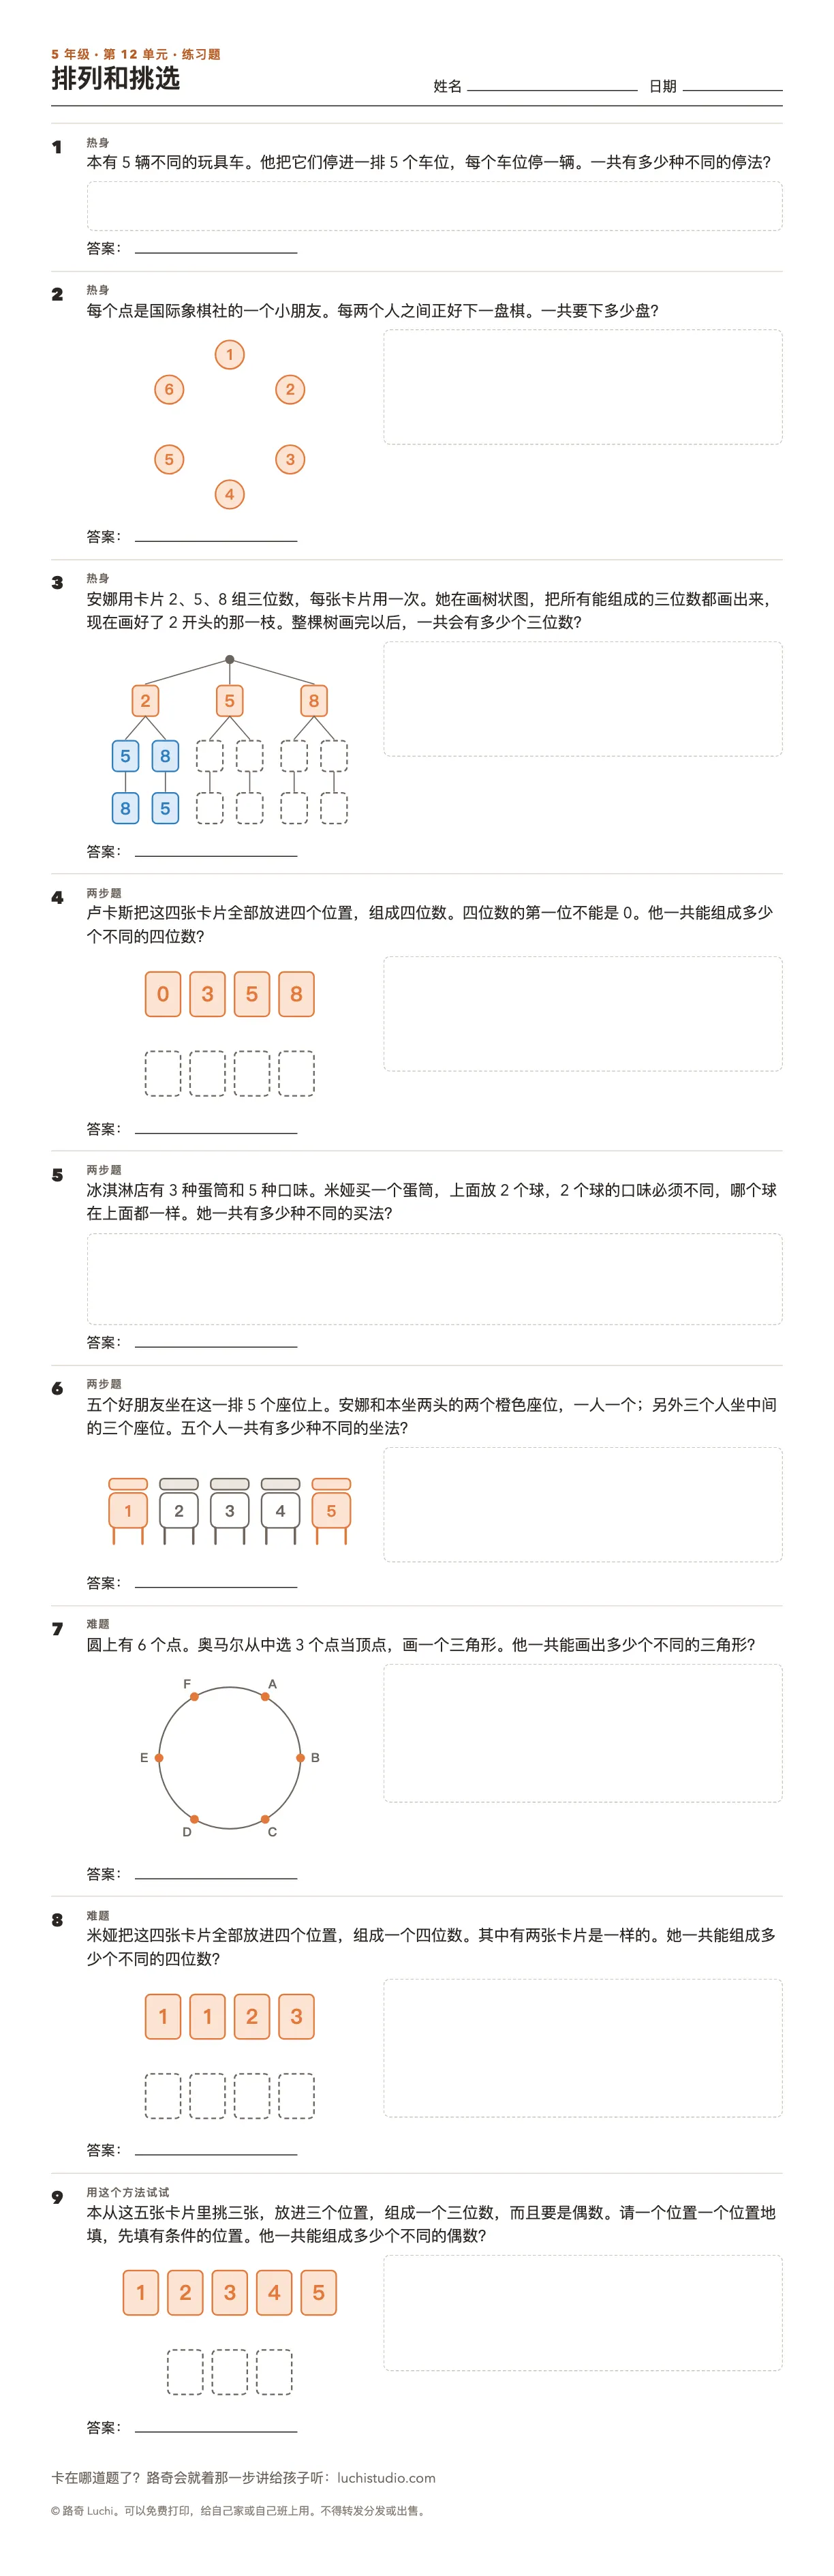 5 年级 · 第 12 单元 · 练习题
排列和挑选
姓名 日期
1
热身
本有 5 辆不同的玩具车。他把它们停进一排 5 个车位，每个车位停一辆。一共有多少种不同的停法？
答案：
2
热身
每个点是国际象棋社的一个小朋友。每两个人之间正好下一盘棋。一共要下多少盘？
1
6 2
5 3
4
答案：
3
热身
安娜用卡片 2、5、8 组三位数，每张卡片用一次。她在画树状图，把所有能组成的三位数都画出来，
现在画好了 2 开头的那一枝。整棵树画完以后，一共会有多少个三位数？
2 5 8
5 8
8 5
答案：
4
两步题
卢卡斯把这四张卡片全部放进四个位置，组成四位数。四位数的第一位不能是 0。他一共能组成多少
个不同的四位数？
0 3 5 8
答案：
5
两步题
冰淇淋店有 3 种蛋筒和 5 种口味。米娅买一个蛋筒，上面放 2 个球，2 个球的口味必须不同，哪个球
在上面都一样。她一共有多少种不同的买法？
答案：
6
两步题
五个好朋友坐在这一排 5 个座位上。安娜和本坐两头的两个橙色座位，一人一个；另外三个人坐中间
的三个座位。五个人一共有多少种不同的坐法？
1 2 3 4 5
答案：
7
难题
圆上有 6 个点。奥马尔从中选 3 个点当顶点，画一个三角形。他一共能画出多少个不同的三角形？
F A
E B
D C
答案：
8
难题
米娅把这四张卡片全部放进四个位置，组成一个四位数。其中有两张卡片是一样的。她一共能组成多
少个不同的四位数？
1 1 2 3
答案：
9
用这个方法试试
本从这五张卡片里挑三张，放进三个位置，组成一个三位数，而且要是偶数。请一个位置一个位置地
填，先填有条件的位置。他一共能组成多少个不同的偶数？
1 2 3 4 5
答案：
卡在哪道题了？路奇会就着那一步讲给孩子听：luchistudio.com
© 路奇 Luchi。可以免费打印，给自己家或自己班上用。不得转发分发或出售。